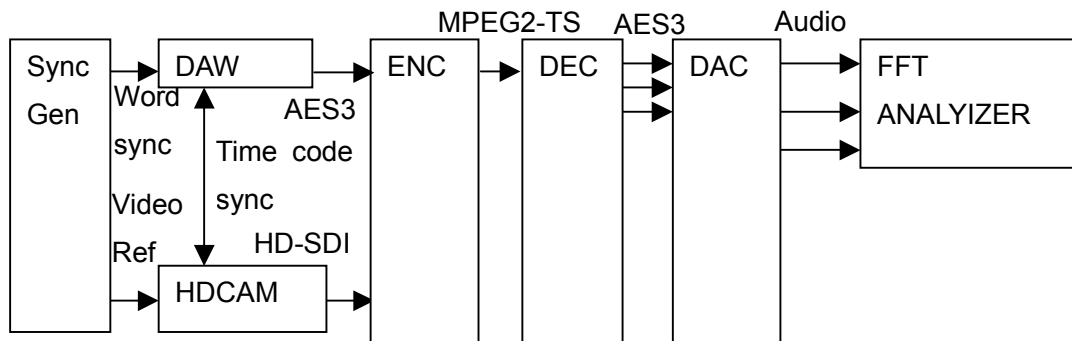 MPEG2-TS AES3 Audio
Sync
Gen
DAW
ENC
DEC
DAC
FFT
ANALYIZER
Word
sync
AES3
Time code
sync
Video
Ref
HD-SDI
HDCAM